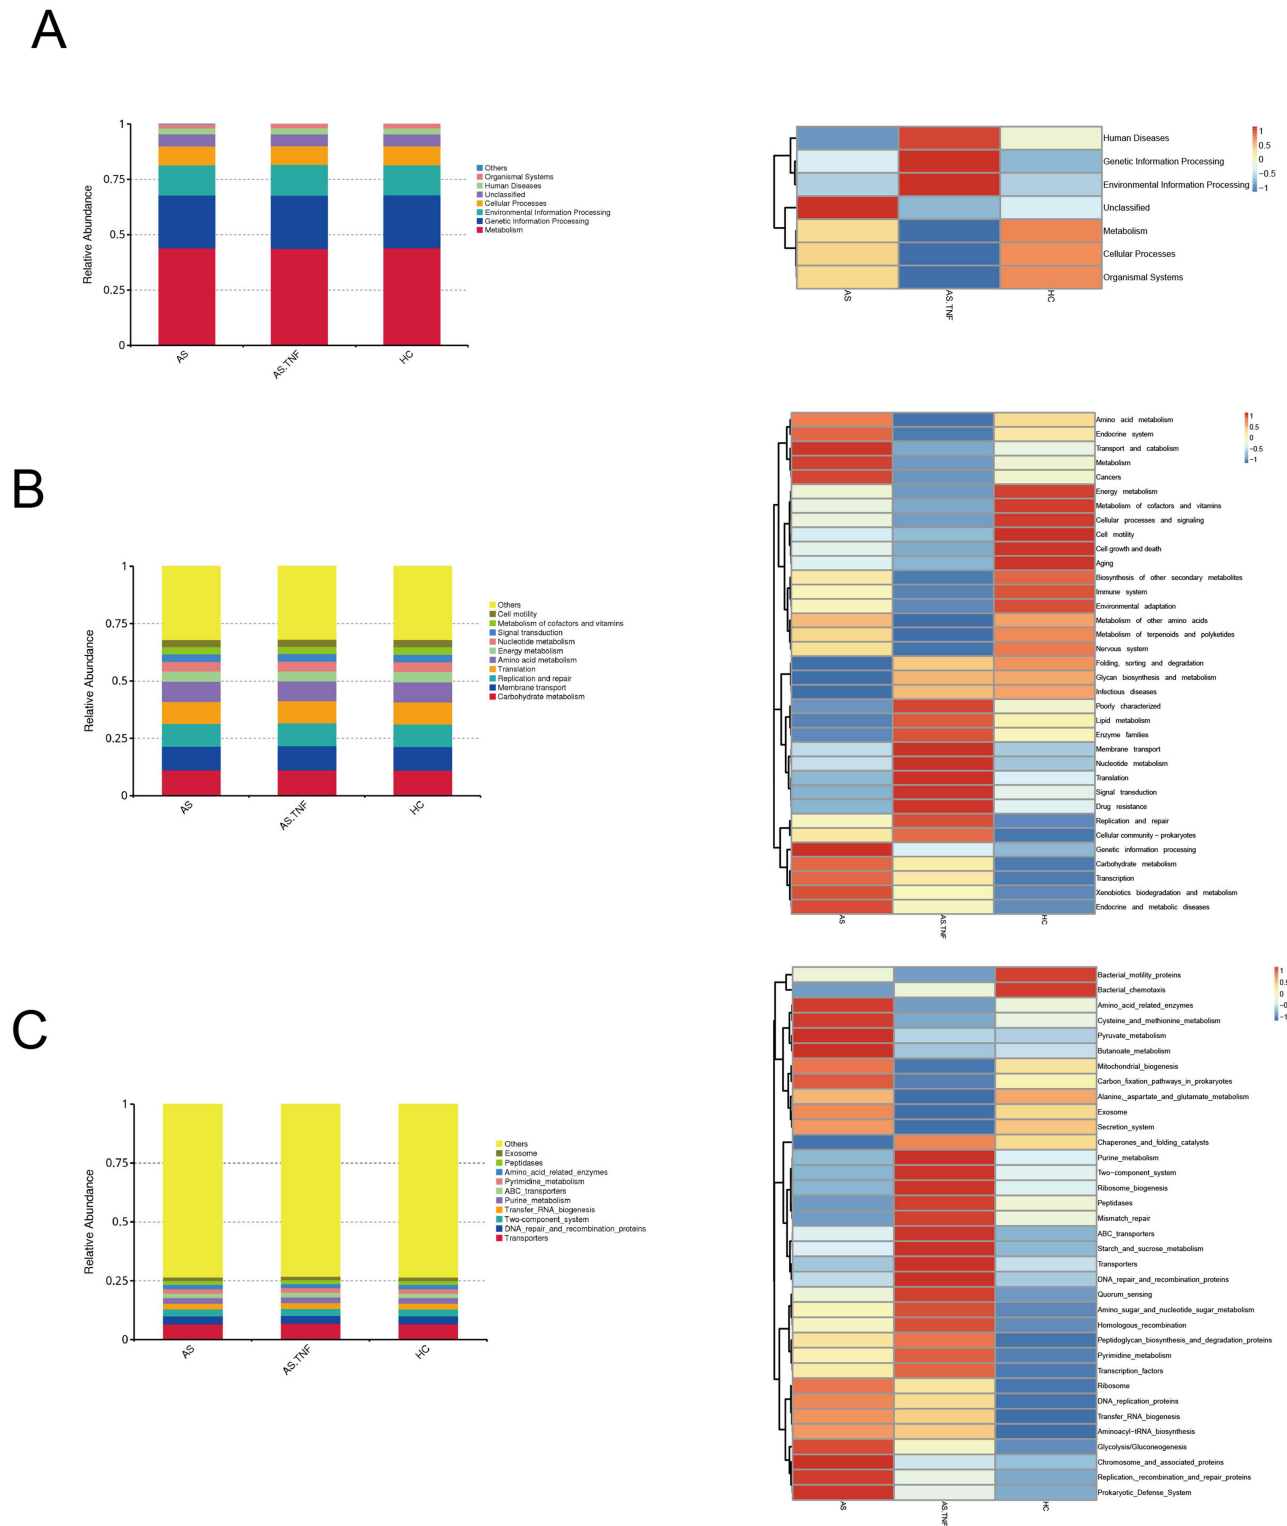 A
1
0.75
0.5
0.25
0
Relative Abundance
AS
AS.TNF
HC
Others
Organismal Systems
Human Diseases
Unclassified
Cellular Processes
Environmental Information Processing
Genetic Information Processing
Metabolism
Human Diseases
Genetic Information Processing
Environmental Information Processing
Unclassified
Metabolism
Cellular Processes
Organismal Systems
AS
AS.TNF
HC
1
0.5
0
−0.5
−1
B
1
0.75
0.5
0.25
0
Relative Abundance
AS
AS.TNF
HC
Others
Cell motility
Metabolism of cofactors and vitamins
Signal transduction
Nucleotide metabolism
Energy metabolism
Amino acid metabolism
Translation
Replication and repair
Membrane transport
Carbohydrate metabolism
Amino acid metabolism
Endocrine system
Transport and catabolism
Metabolism
Cancers
Energy metabolism
Metabolism of cofactors and vitamins
Cellular processes and signaling
Cell motility
Cell growth and death
Aging
Biosynthesis of other secondary metabolites
Immune system
Environmental adaptation
Metabolism of other amino acids
Metabolism of terpenoids and polyketides
Nervous system
Folding, sorting and degradation
Glycan biosynthesis and metabolism
Infectious diseases
Poorly characterized
Lipid metabolism
Enzyme families
Membrane transport
Nucleotide metabolism
Translation
Signal transduction
Drug resistance
Replication and repair
Cellular community − prokaryotes
Genetic information processing
Carbohydrate metabolism
Transcription
Xenobiotics biodegradation and metabolism
Endocrine and metabolic diseases
AS
AS.TNF
HC
1
0.5
0
−0.5
−1
C
1
0.75
0.5
0.25
0
Relative Abundance
AS
AS.TNF
HC
Others
Exosome
Peptidases
Amino_acid_related_enzymes
Pyrimidine_metabolism
ABC_transporters
Purine_metabolism
Transfer_RNA_biogenesis
Two-component_system
DNA_repair_and_recombination_proteins
Transporters
Bacterial_motility_proteins
Bacterial_chemotaxis
Amino_acid_related_enzymes
Cysteine_and_methionine_metabolism
Pyruvate_metabolism
Butanoate_metabolism
Mitochondrial_biogenesis
Carbon_fixation_pathways_in_prokaryotes
Alanine,_aspartate_and_glutamate_metabolism
Exosome
Secretion_system
Chaperones_and_folding_catalysts
Purine_metabolism
Two−component_system
Ribosome_biogenesis
Peptidases
Mismatch_repair
ABC_transporters
Starch_and_sucrose_metabolism
Transporters
DNA_repair_and_recombination_proteins
Quorum_sensing
Amino_sugar_and_nucleotide_sugar_metabolism
Homologous_recombination
Peptidoglycan_biosynthesis_and_degradation_proteins
Pyrimidine_metabolism
Transcription_factors
Ribosome
DNA_replication_proteins
Transfer_RNA_biogenesis
Aminoacyl−tRNA_biosynthesis
Glycolysis/Gluconeogenesis
Chromosome_and_associated_proteins
Replication,_recombination_and_repair_proteins
Prokaryotic_Defense_System
AS
AS.TNF
HC
1
0.5
0
−0
−1